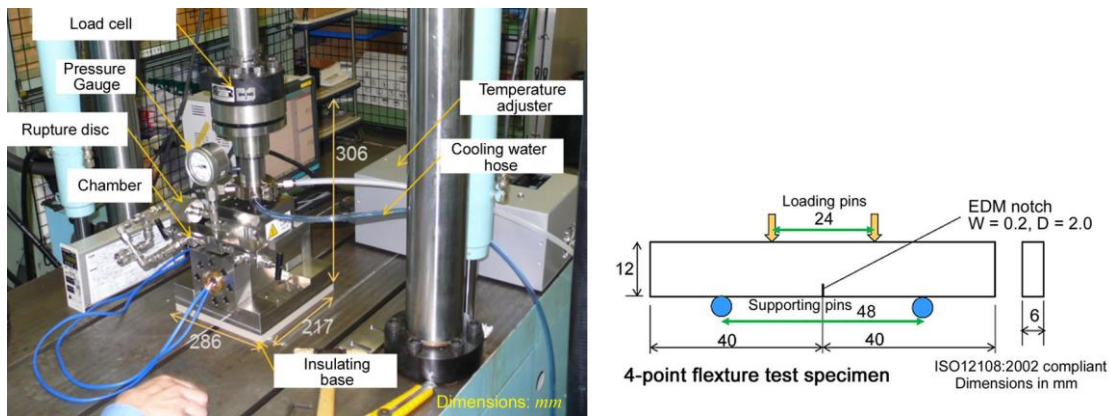 Load cell
Pressure
Gauge
Rupture disc
Chamber
Temperature
adjuster
Cooling water
hose
306
217
286
Insulating
base
Dimensions: mm
Loading pins
24
EDM notch
W = 0.2, D = 2.0
12
Supporting pins
48
6
40
40
4-point flexture test specimen
ISO12108:2002 compliant
Dimensions in mm